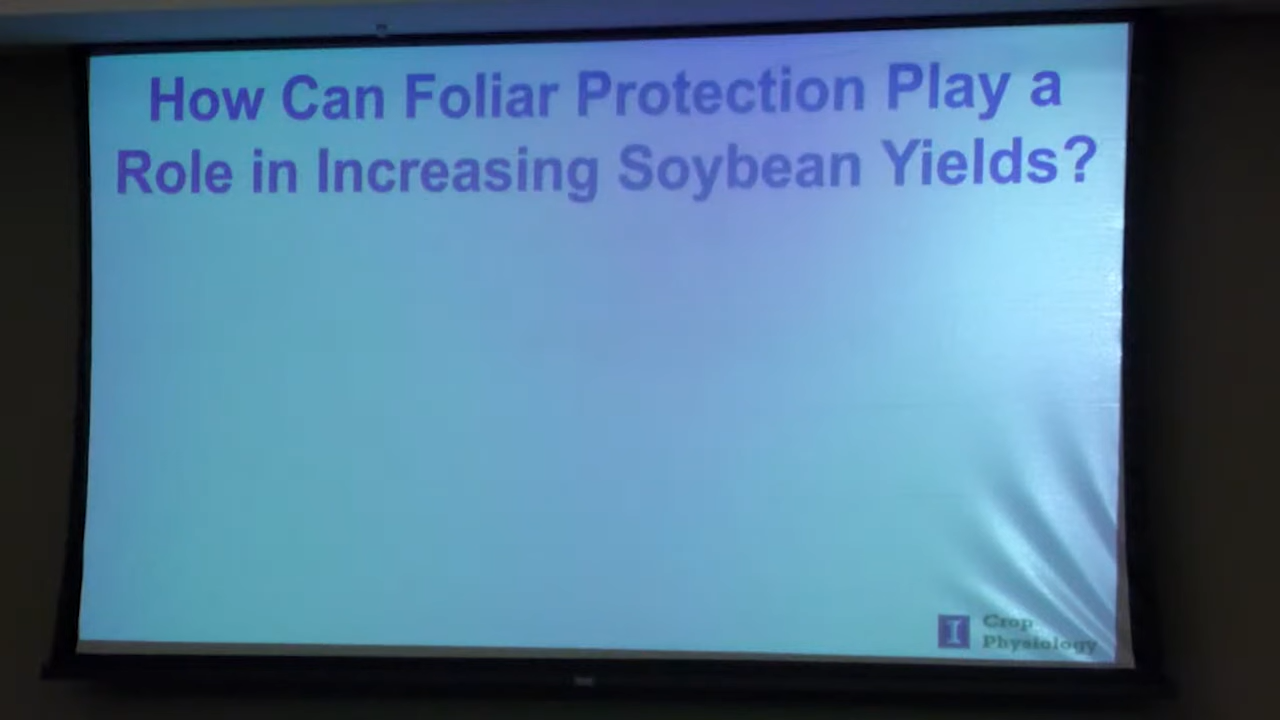 How Can Foliar Protection Play a
Role in Increasing Soybean Yields?
I
Crop
Physiology